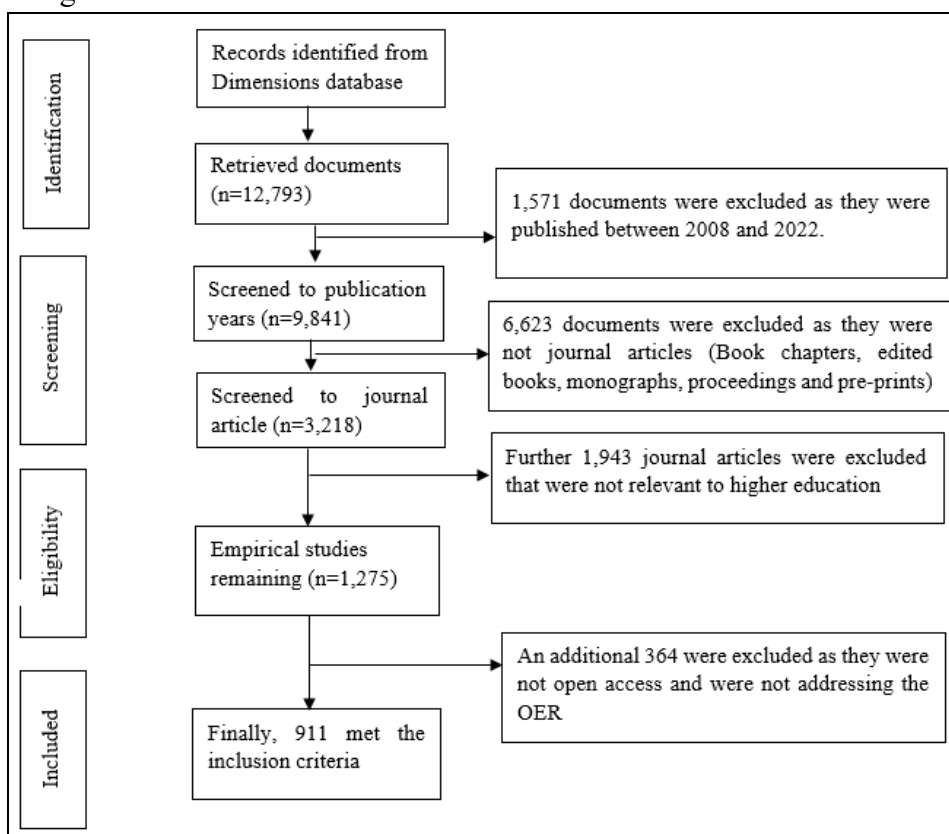 Identification
Records identified from
Dimensions database
Retrieved documents
(n=12,793)
1,571 documents were excluded as they were
published between 2008 and 2022.
Screening
Screened to publication
years (n=9,841)
6,623 documents were excluded as they were
not journal articles (Book chapters, edited
books, monographs, proceedings and pre-prints)
Screened to journal
article (n=3,218)
Further 1,943 journal articles were excluded
that were not relevant to higher education
Eligibility
Empirical studies
remaining (n=1,275)
An additional 364 were excluded as they were
not open access and were not addressing the
OER
Included
Finally, 911 met the
inclusion criteria